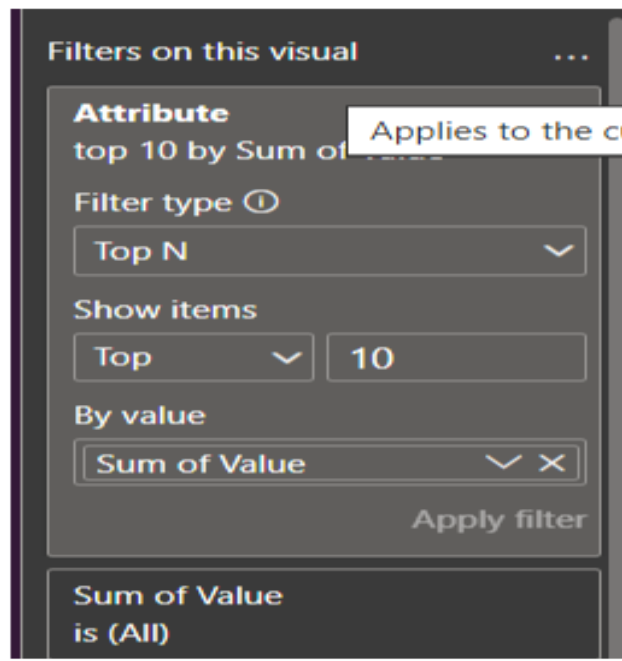 Filters on this visual ...
Attribute
Applies to the
top 10 by Sum of
Filter type
Top N
Show items
Top 10
By value
Sum of Value
Apply filter
Sum of Value
is (All)